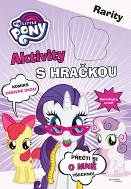 my LITTLE
PONY
Rarity
Aktivity
S HRAČKOU
PŘEČTI SI
O MNĚ
VŠECHNO!